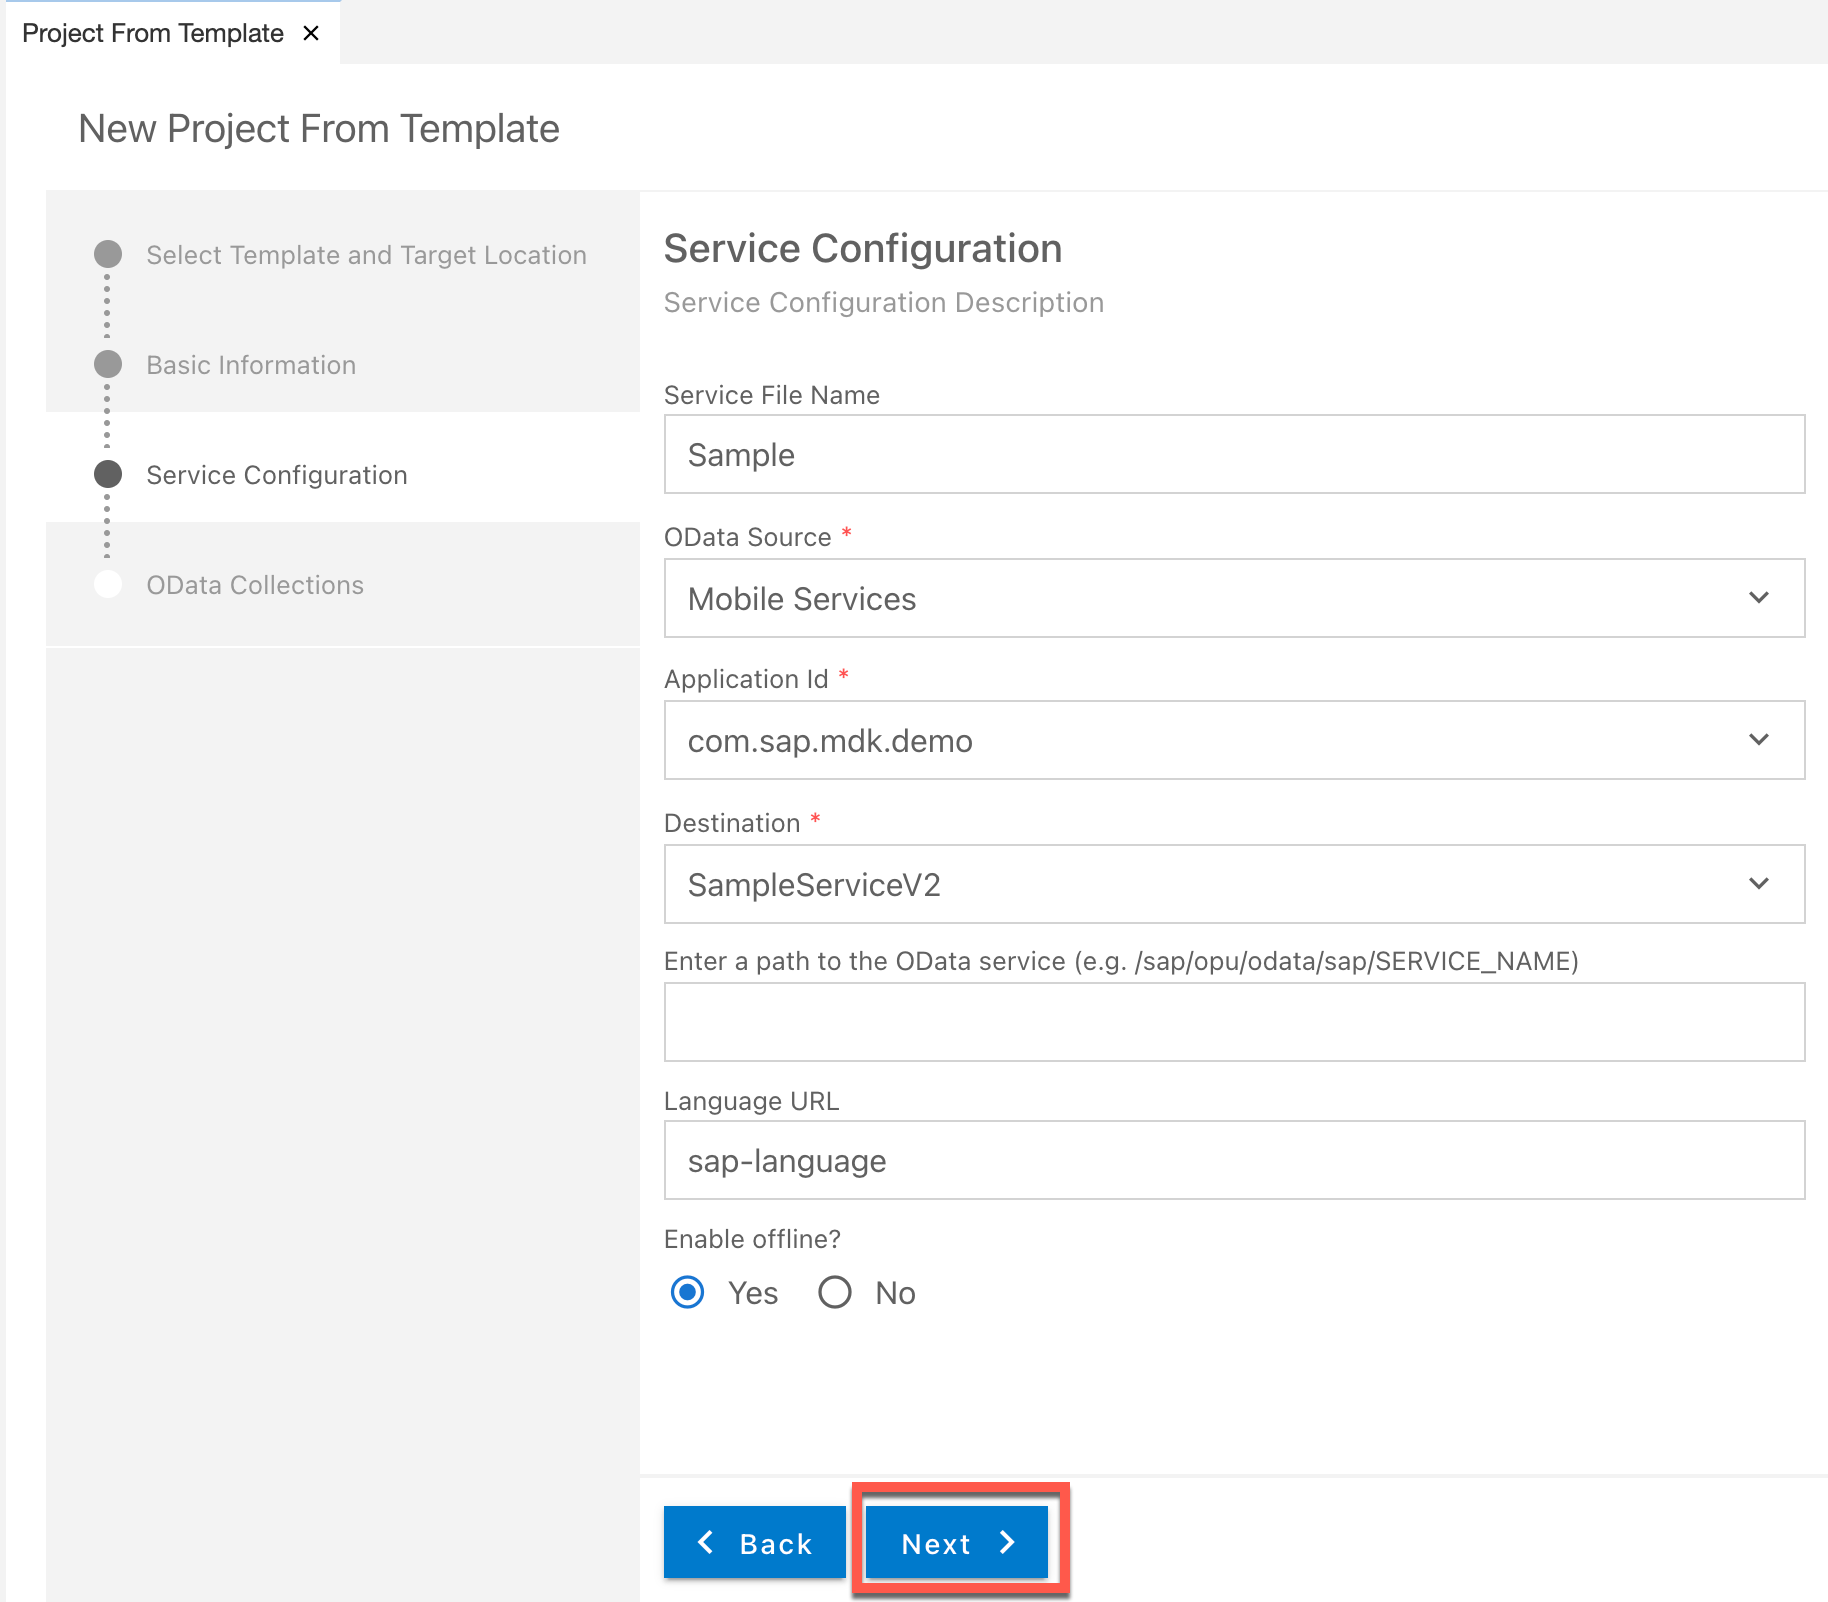 Project From Template
New Project From Template
Select Template and Target Location
Basic Information
Service Configuration
OData Collections
Service Configuration
Service Configuration Description
Service File Name
Sample
OData Source *
Mobile Services
Application Id *
com.sap.mdk.demo
Destination *
SampleServiceV2
Enter a path to the OData service (e.g. /sap/opu/odata/sap/SERVICE_NAME)
Language URL
sap-language
Enable offline?
Yes No
Back Next